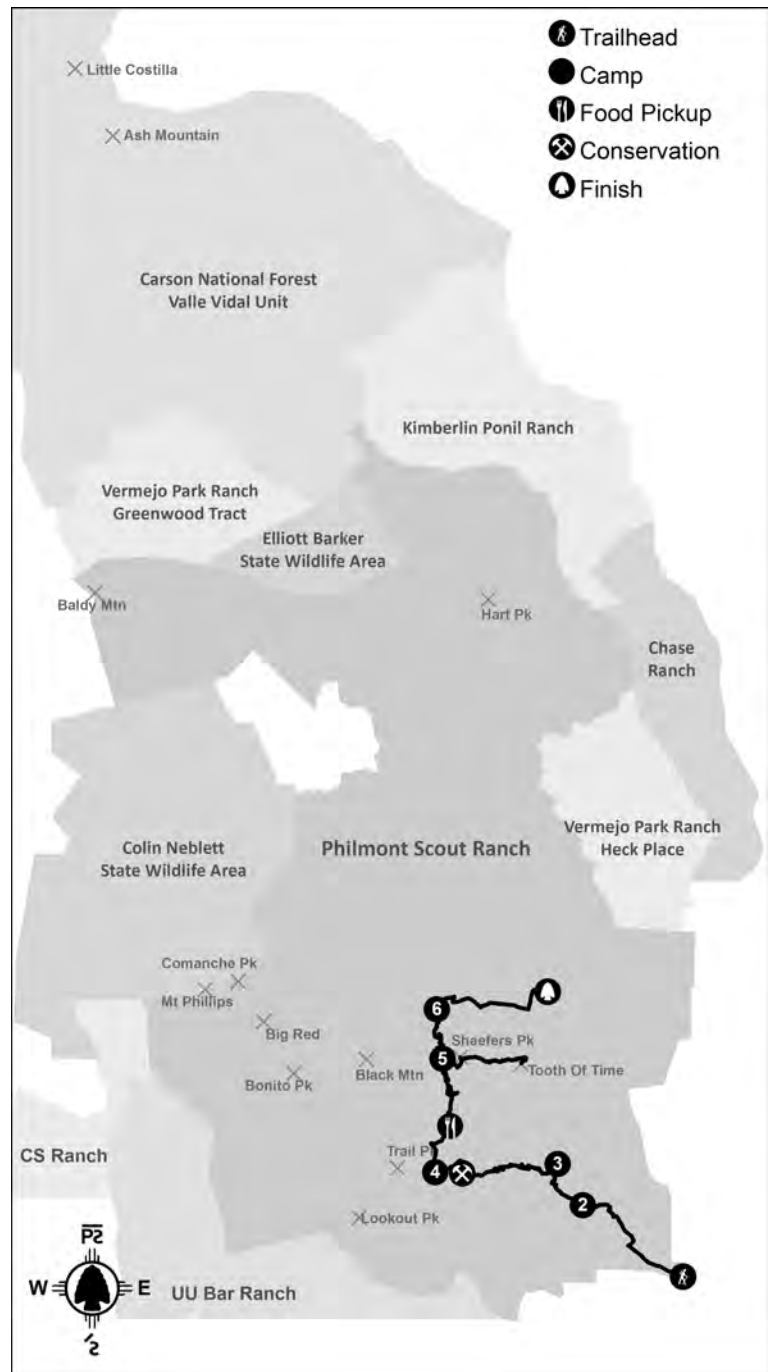 Trailhead
Camp
Food Pickup
Conservation
Finish
Little Costilla
Ash Mountain
Carson National Forest
Valle Vidal Unit
Kimberlin Ponil Ranch
Vermejo Park Ranch
Greenwood Tract
Elliott Barker
State Wildlife Area
Baldy Mtn
Hart Pk
Chase
Ranch
Colin Neblett
State Wildlife Area
Philmont Scout Ranch
Vermejo Park Ranch
Heck Place
Comanche Pk
Mt Phillips
6
Big Red
Shaefers Pk
5
Black Mtn
Tooth Of Time
Bonito Pk
CS Ranch
Trail P
4
3
2
Lookout Pk
W
E
UU Bar Ranch